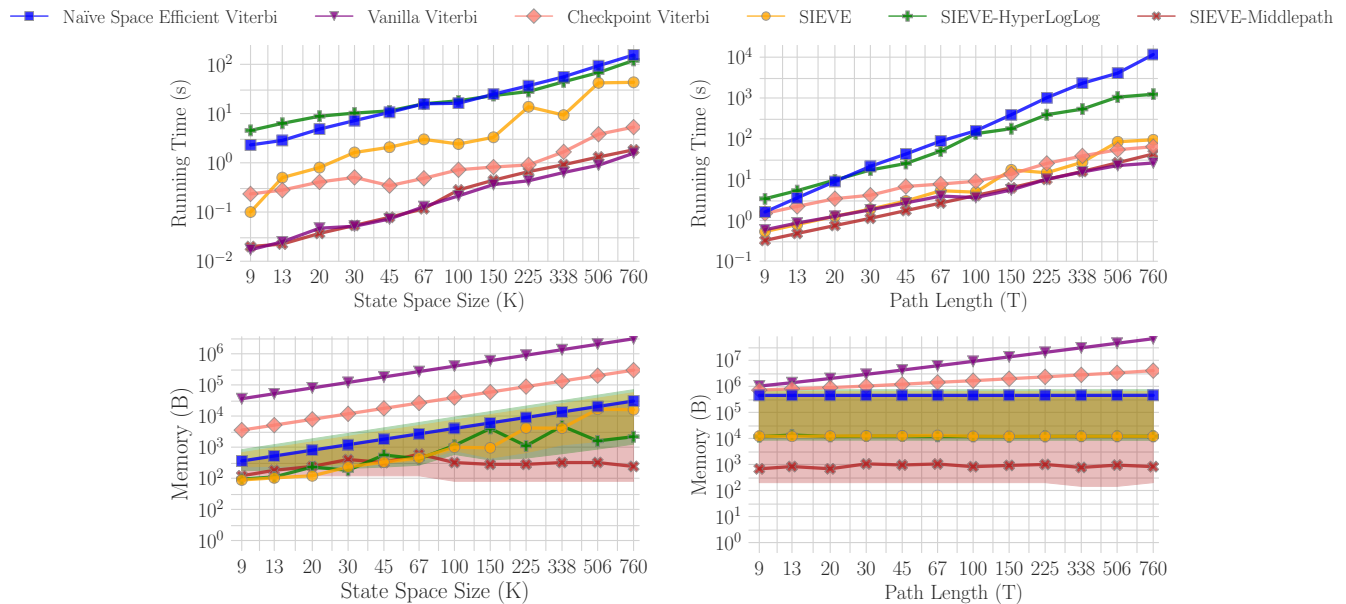 Naïve Space Efficient Viterbi Vanilla Viterbi Checkpoint Viterbi SIEVE SIEVE-HyperLogLog SIEVE-Middlepath
Running Time (s)
10^2
10^1
10^0
10^-1
10^-2
9 13 20 30 45 67 100 150 225 338 506 760
State Space Size (K)
Running Time (s)
10^4
10^3
10^2
10^1
10^0
10^-1
9 13 20 30 45 67 100 150 225 338 506 760
Path Length (T)
Memory (B)
10^6
10^5
10^4
10^3
10^2
10^2
10^1
10^0
9 13 20 30 45 67 100 150 225 338 506 760
State Space Size (K)
Memory (B)
10^7
10^6
10^5
10^4
10^3
10^2
10^1
10^0
9 13 20 30 45 67 100 150 225 338 506 760
Path Length (T)